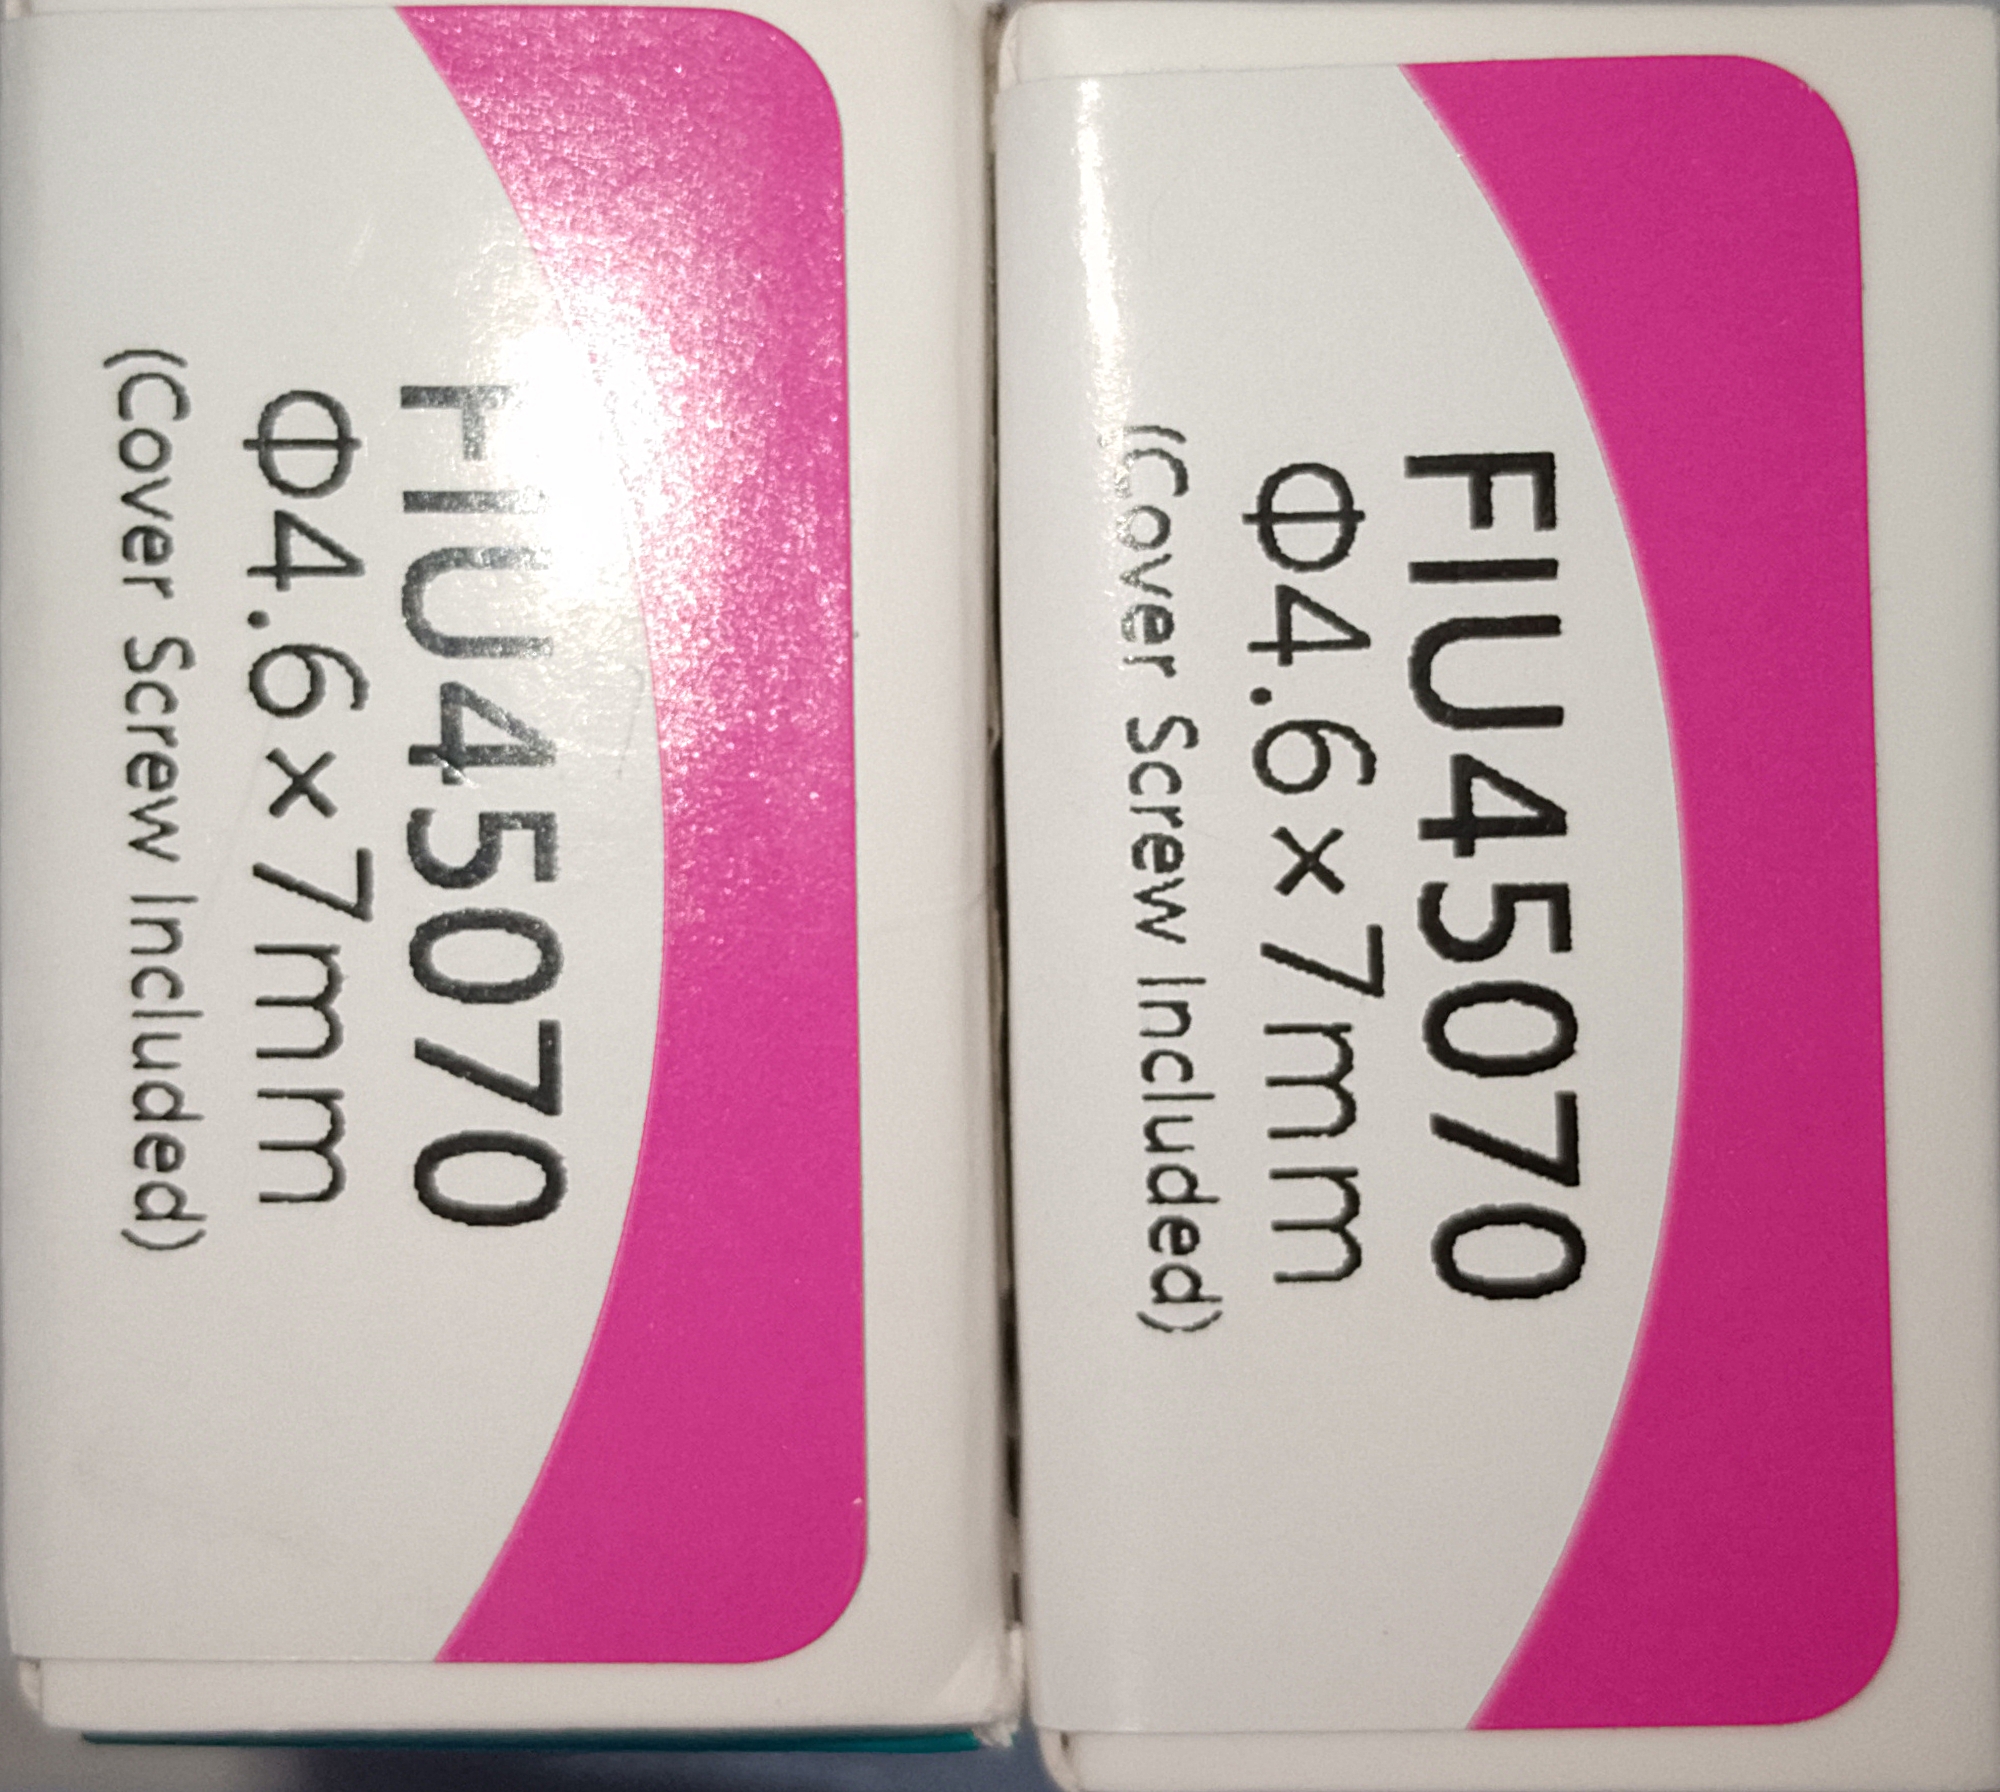 FIU45070
Φ4.6×7mm
(Cover Screw Included)
FIU45070
Φ4.6×7mm
(Cover Screw Included)